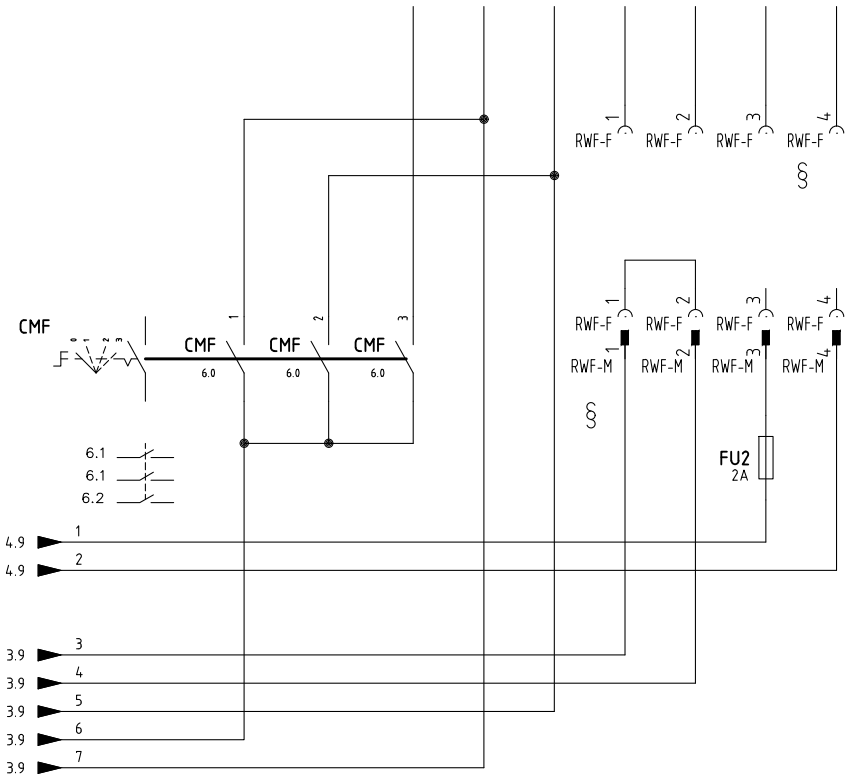 1 2 3 4
RWF-F RWF-F RWF-F RWF-F
§
1 2 3 4
CMF
0 1 2 3
1 2 3
CMF CMF CMF
6.0 6.0 6.0
RWF-F RWF-F RWF-F RWF-F
1 2 3 4
RWF-M RWF-M RWF-M RWF-M
§
6.1
6.1
6.2
FU2
2A
4.9 1
4.9 2
3.9 3
3.9 4
3.9 5
3.9 6
3.9 7